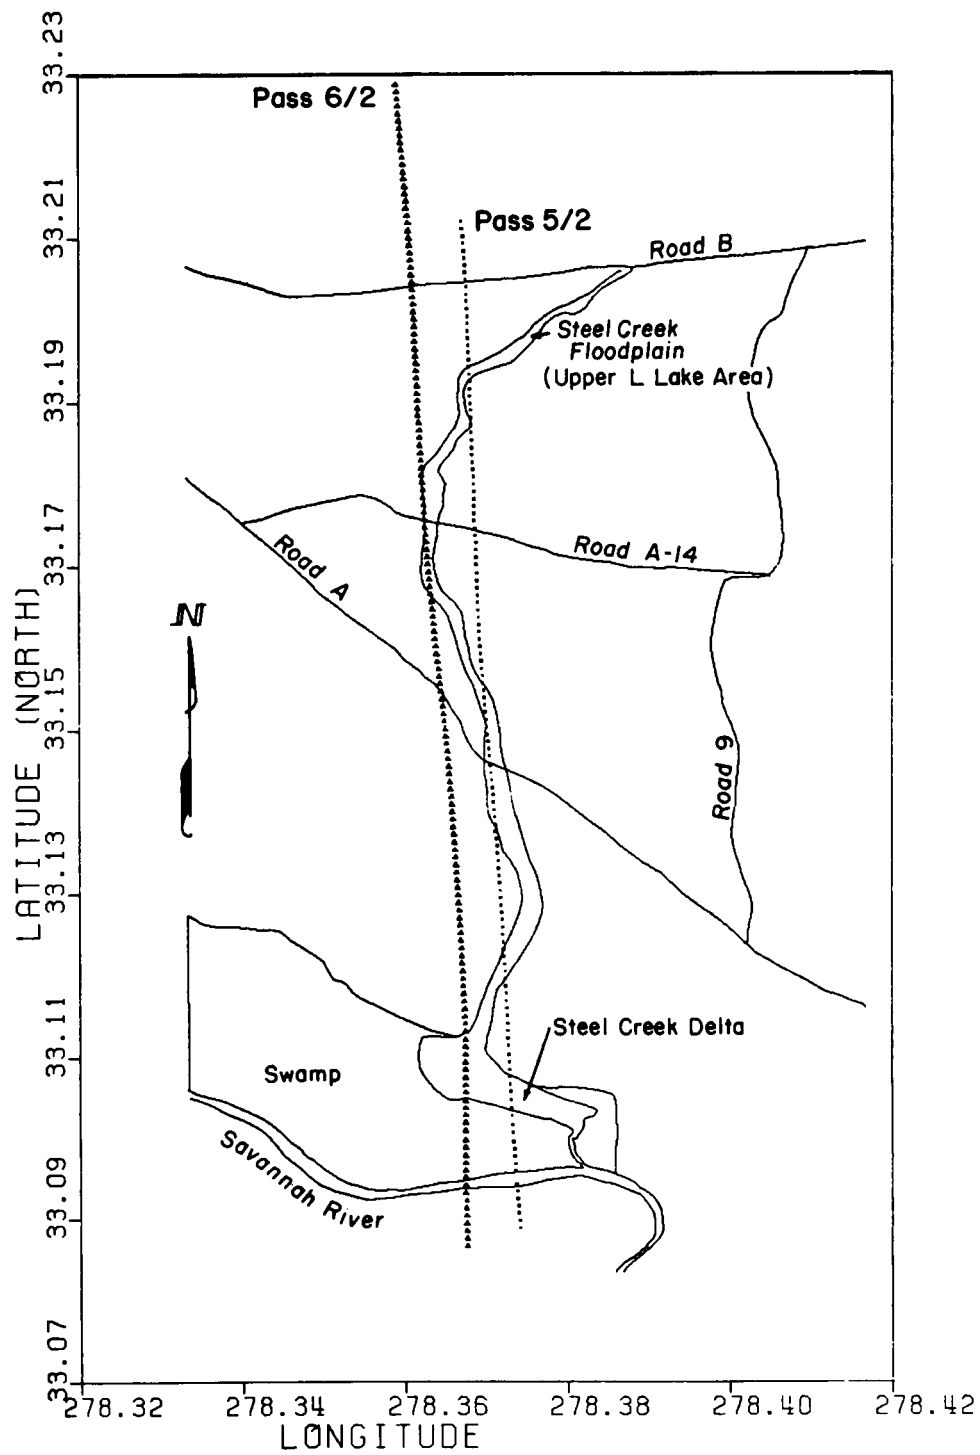 33.23
Pass 6/2
33.21
Pass 5/2
Road B
Steel Creek
Floodplain
(Upper L Lake Area)
33.19
33.17
Road A-14
Road A
N
33.15
Road 9
LATITUDE (NORTH)
33.13
33.11
Steel Creek Delta
Swamp
Savannah River
33.09
33.07
278.32
278.34
278.36
278.38
278.40
278.42
LONGITUDE